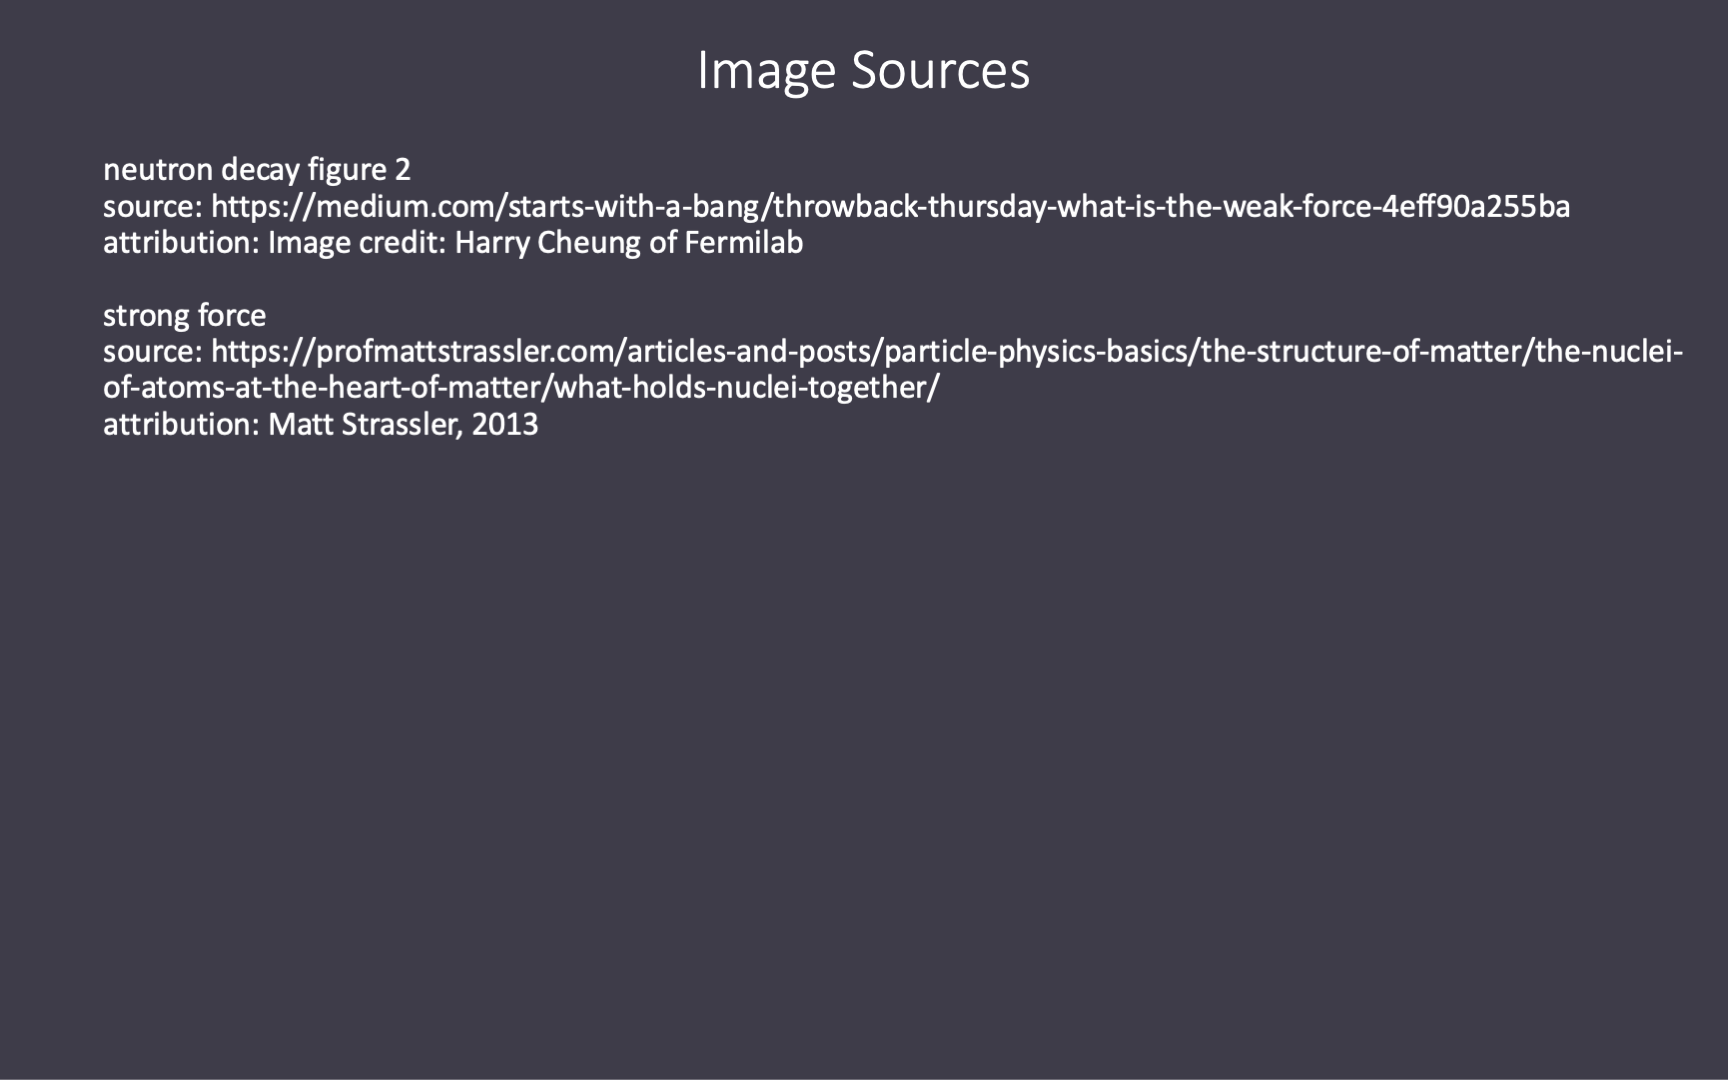 Image Sources
neutron decay figure 2
source: https://medium.com/starts-with-a-bang/throwback-thursday-what-is-the-weak-force-4eff90a255ba
attribution: Image credit: Harry Cheung of Fermilab
strong force
source: https://profmattstrassler.com/articles-and-posts/particle-physics-basics/the-structure-of-matter/the-nuclei-
of-atoms-at-the-heart-of-matter/what-holds-nuclei-together/
attribution: Matt Strassler, 2013